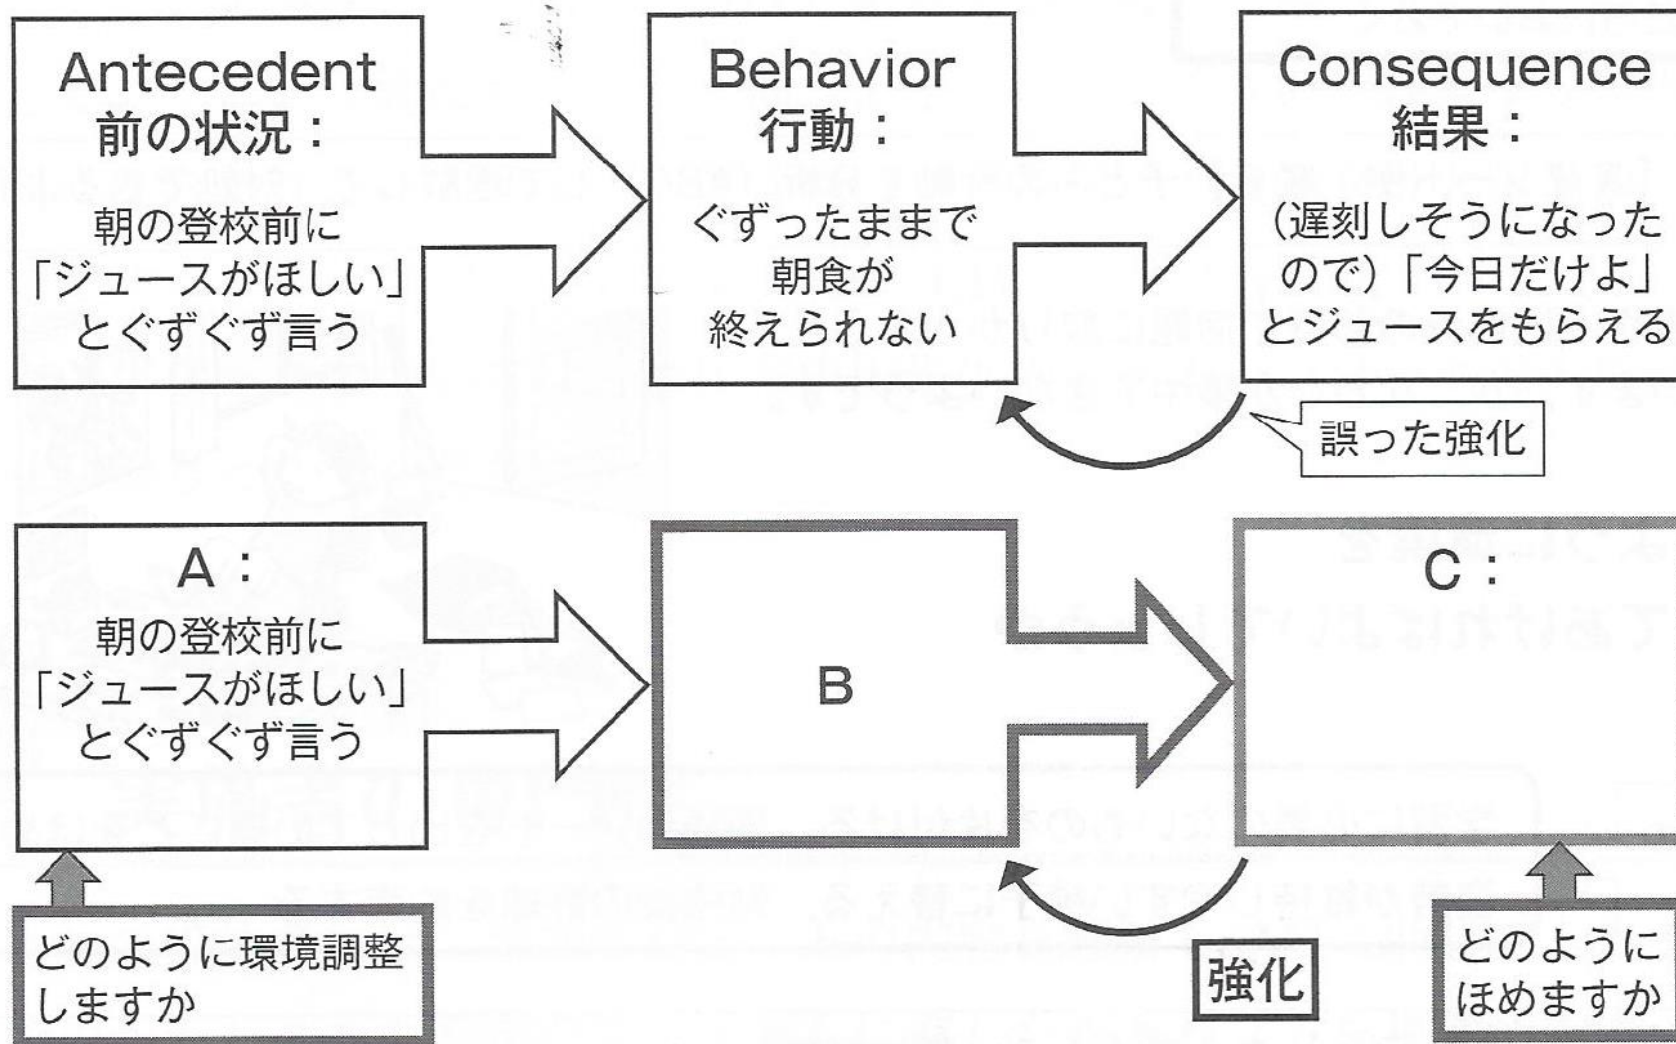 Antecedent
前の状況：
朝の登校前に
「ジュースがほしい」
とぐずぐず言う
Behavior
行動：
ぐずったままで
朝食が
終えられない
Consequence
結果：
（遅刻しそうになった
ので）「今日だけよ」
とジュースをもらえる
誤った強化
A：
朝の登校前に
「ジュースがほしい」
とぐずぐず言う
B
C：
どのように環境調整
しますか
強化
どのように
ほめますか